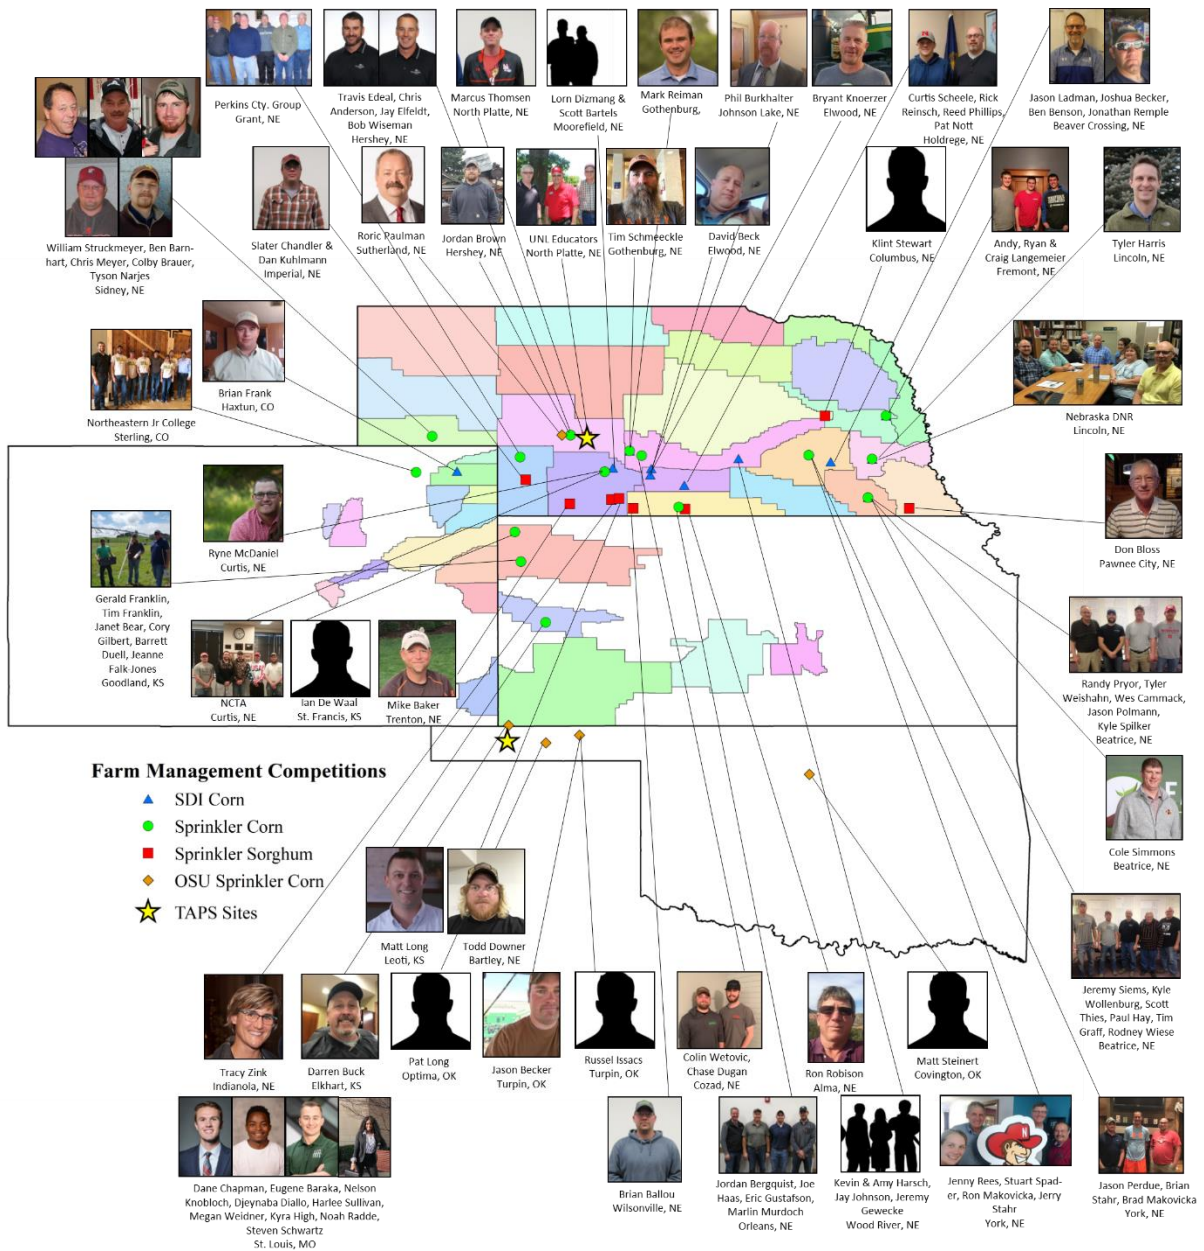 Perkins Cty. Group
Grant, NE
Travis Edeal, Chris
Anderson, Jay Elfeldt,
Bob Wiseman
Hershey, NE
Marcus Thomsen
North Platte, NE
Lorn Dizmang &
Scott Bartels
Moorefield, NE
Mark Reiman
Gothenburg,
Phil Burkhalter
Johnson Lake, NE
Bryant Knoerzer
Elwood, NE
Curtis Scheele, Rick
Reinsch, Reed Phillips,
Pat Nott
Holdrege, NE
Jason Ladman, Joshua Becker,
Ben Benson, Jonathan Remple
Beaver Crossing, NE
William Struckmeyer, Ben Barn-
hart, Chris Meyer, Colby Brauer,
Tyson Narjes
Sidney, NE
Slater Chandler &
Dan Kuhlmann
Imperial, NE
Roric Paulman
Sutherland, NE
Jordan Brown
Hershey, NE
UNL Educators
North Platte, NE
Tim Schmeeckle
Gothenburg, NE
David Beck
Elwood, NE
Klint Stewart
Columbus, NE
Andy, Ryan &
Craig Langemeier
Fremont, NE
Tyler Harris
Lincoln, NE
Brian Frank
Haxtun, CO
Northeastern Jr College
Sterling, CO
Nebraska DNR
Lincoln, NE
Ryne McDaniel
Curtis, NE
Don Bloss
Pawnee City, NE
Gerald Franklin,
Tim Franklin,
Janet Bear, Cory
Gilbert, Barrett
Duell, Jeanne
Falk-Jones
Goodland, KS
NCTA
Curtis, NE
Ian De Waal
St. Francis, KS
Mike Baker
Trenton, NE
Randy Pryor, Tyler
Weishahn, Wes Cammack,
Jason Polmann,
Kyle Spilker
Beatrice, NE
Farm Management Competitions
SDI Corn
Sprinkler Corn
Sprinkler Sorghum
OSU Sprinkler Corn
TAPS Sites
Cole Simmons
Beatrice, NE
Matt Long
Leoti, KS
Todd Downer
Bartley, NE
Jeremy Siems, Kyle
Wollenburg, Scott
Thies, Paul Hay, Tim
Graff, Rodney Wiese
Beatrice, NE
Tracy Zink
Indianola, NE
Darren Buck
Elkhart, KS
Pat Long
Optima, OK
Jason Becker
Turpin, OK
Russel Issacs
Turpin, OK
Colin Wetovic,
Chase Dugan
Cozad, NE
Ron Robison
Alma, NE
Matt Steinert
Covington, OK
Dane Chapman, Eugene Baraka, Nelson
Knobloch, Djeynaba Diallo, Harlee Sullivan,
Megan Weidner, Kyra High, Noah Radde,
Steven Schwartz
St. Louis, MO
Brian Ballou
Wilsonville, NE
Jordan Bergquist, Joe
Haas, Eric Gustafson,
Marlin Murdoch
Orleans, NE
Kevin & Amy Harsch,
Jay Johnson, Jeremy
Gewecke
Wood River, NE
Jenny Rees, Stuart Spad-
er, Ron Makovicka, Jerry
Stahr
York, NE
Jason Perdue, Brian
Stahr, Brad Makovicka
York, NE